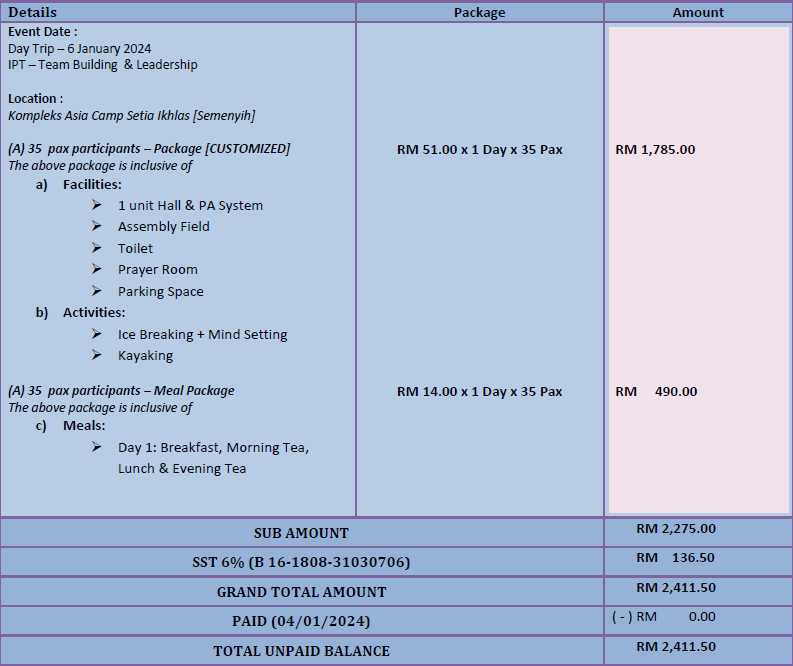 Details Package Amount
Event Date :
Day Trip – 6 January 2024
IPT – Team Building & Leadership
Location :
Kompleks Asia Camp Setia Ikhlas [Semenyih]
(A) 35 pax participants – Package [CUSTOMIZED] RM 51.00 x 1 Day x 35 Pax RM 1,785.00
The above package is inclusive of
a) Facilities:
➢ 1 unit Hall & PA System
➢ Assembly Field
➢ Toilet
➢ Prayer Room
➢ Parking Space
b) Activities:
➢ Ice Breaking + Mind Setting
➢ Kayaking
(A) 35 pax participants – Meal Package RM 14.00 x 1 Day x 35 Pax RM 490.00
The above package is inclusive of
c) Meals:
➢ Day 1: Breakfast, Morning Tea,
Lunch & Evening Tea
SUB AMOUNT RM 2,275.00
SST 6% (B 16-1808-31030706) RM 136.50
GRAND TOTAL AMOUNT RM 2,411.50
PAID (04/01/2024) ( - ) RM 0.00
TOTAL UNPAID BALANCE RM 2,411.50